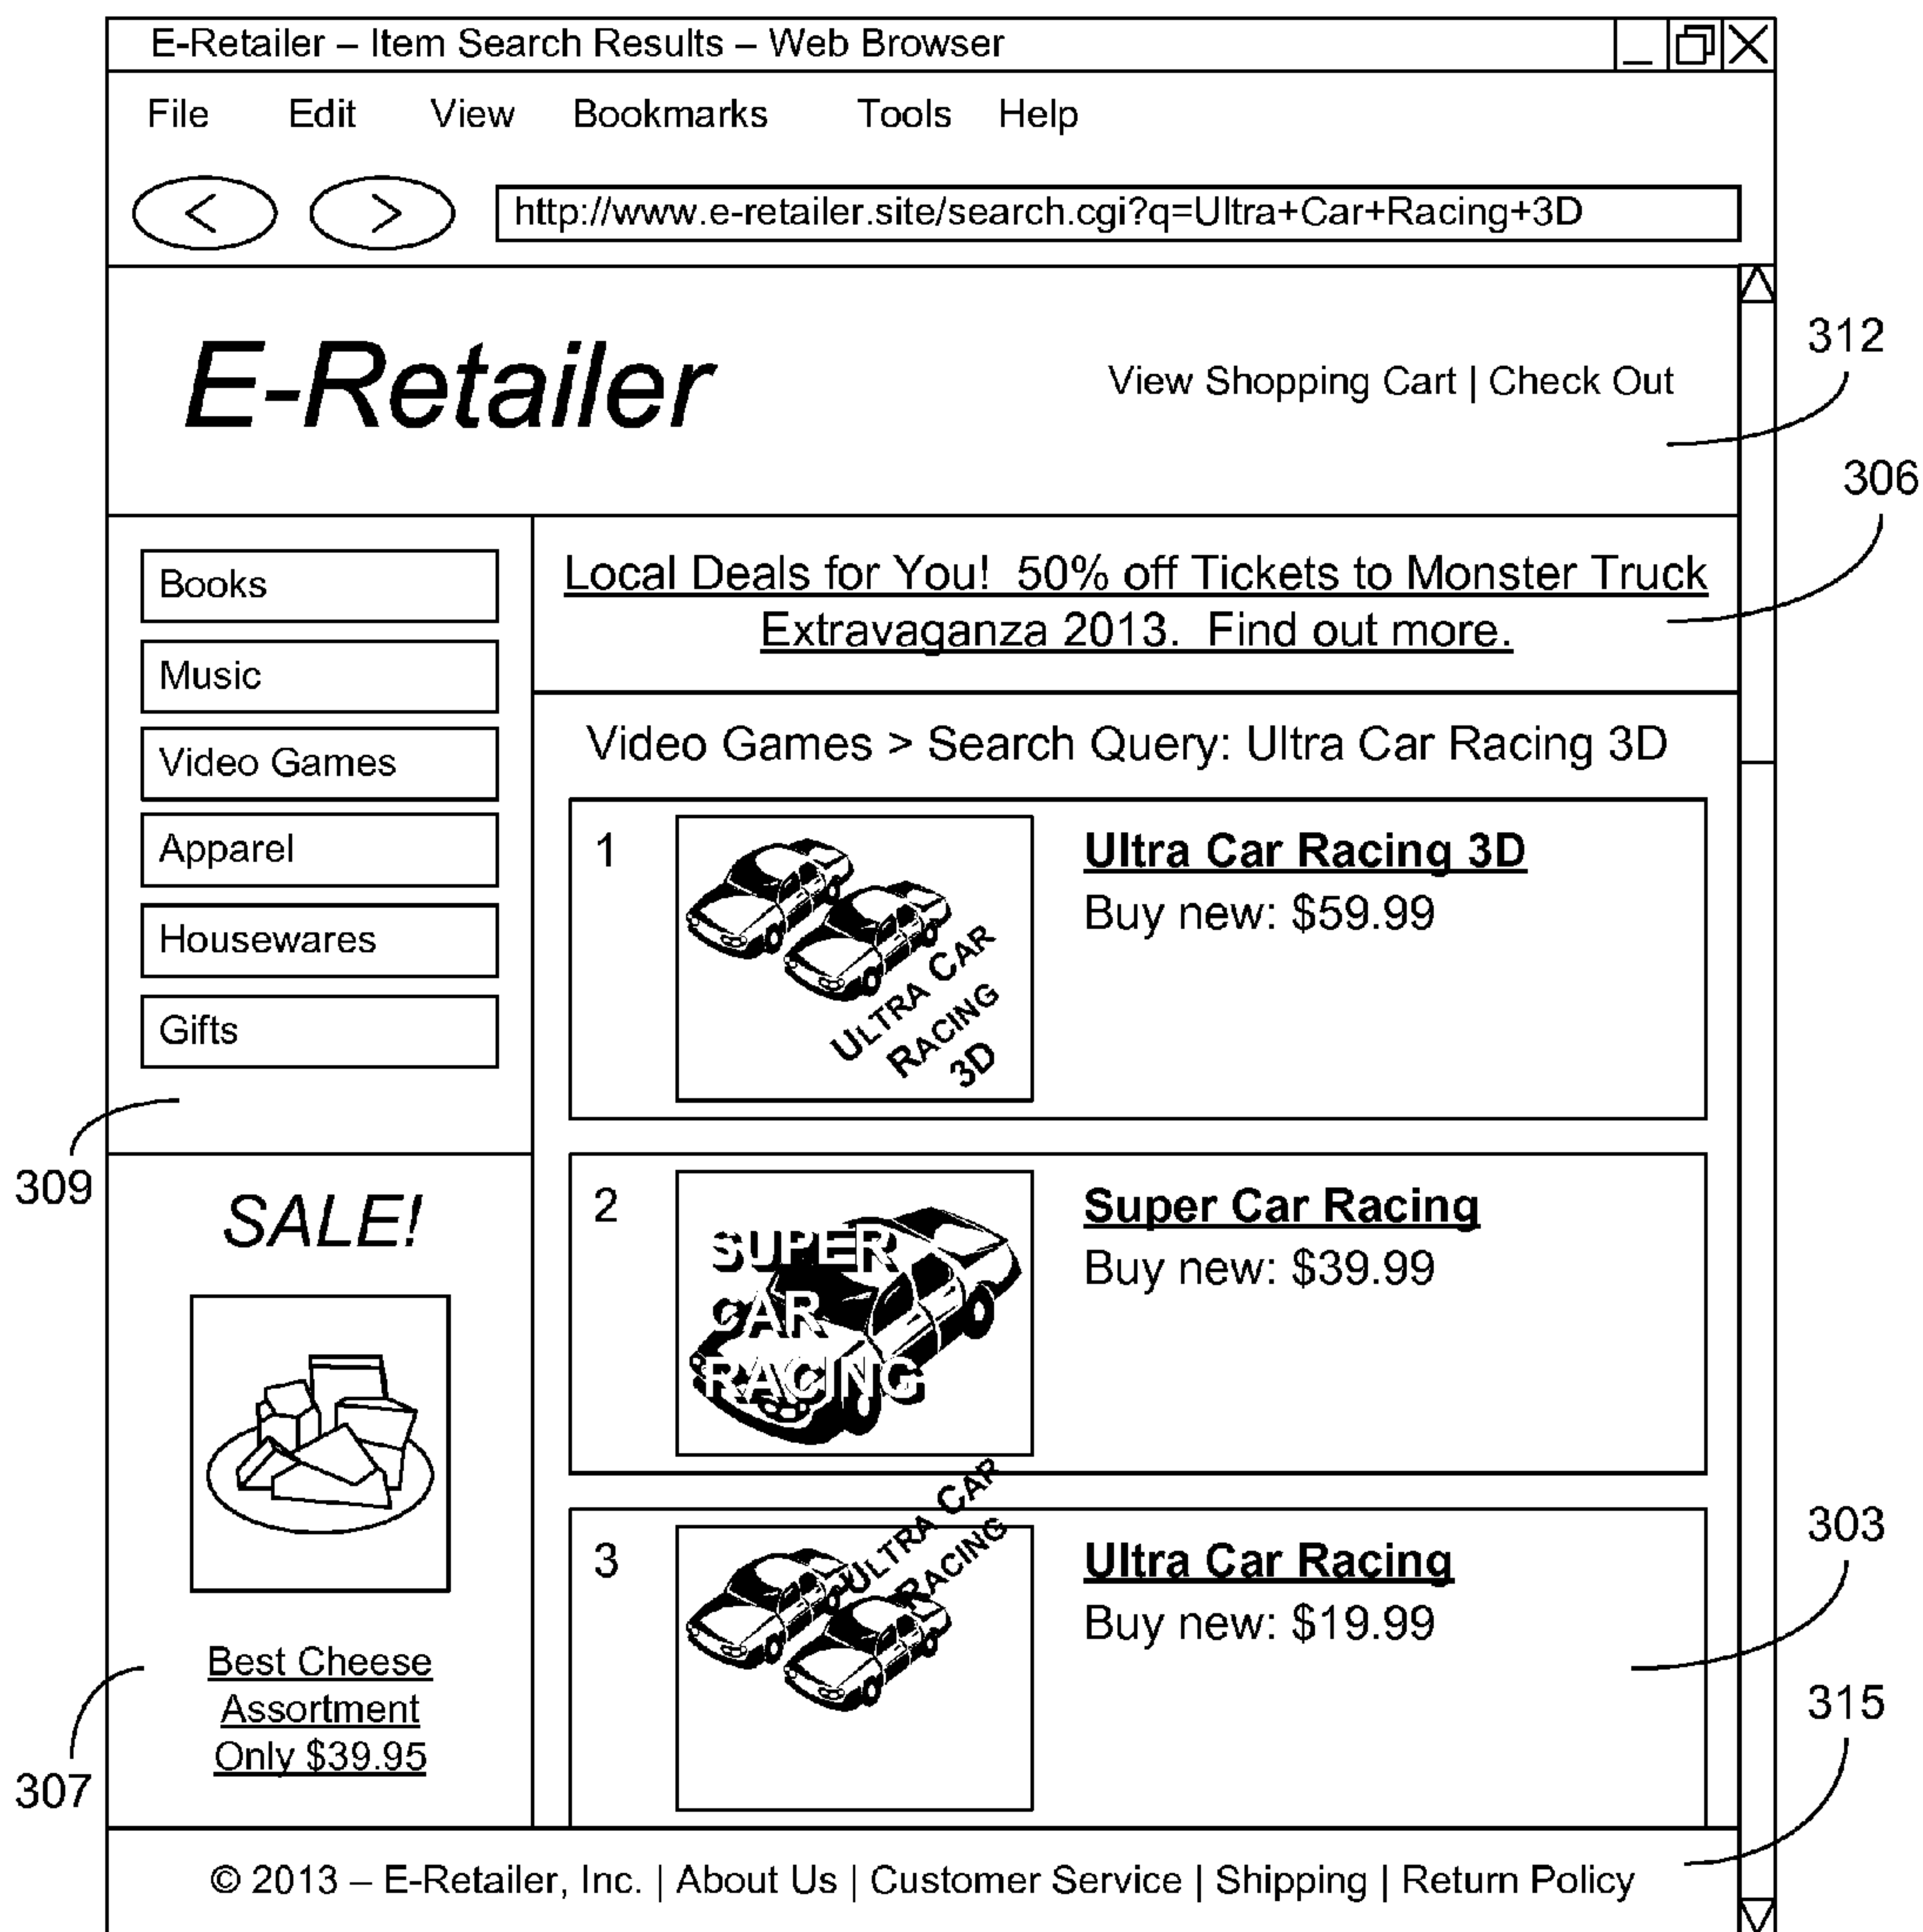 E-Retailer – Item Search Results – Web Browser
File Edit View Bookmarks Tools Help
< > http://www.e-retailer.site/search.cgi?q=Ultra+Car+Racing+3D
E-Retailer
View Shopping Cart | Check Out
312
306
Books
Music
Video Games
Apparel
Housewares
Gifts
309
SALE!
Best Cheese
Assortment
Only $39.95
307
Local Deals for You! 50% off Tickets to Monster Truck
Extravaganza 2013. Find out more.
Video Games > Search Query: Ultra Car Racing 3D
1
ULTRA CAR
RACING
3D
Ultra Car Racing 3D
Buy new: $59.99
2
SUPER
CAR
RACING
Super Car Racing
Buy new: $39.99
3
ULTRA CAR
RACING
Ultra Car Racing
Buy new: $19.99
303
315
© 2013 – E-Retailer, Inc. | About Us | Customer Service | Shipping | Return Policy